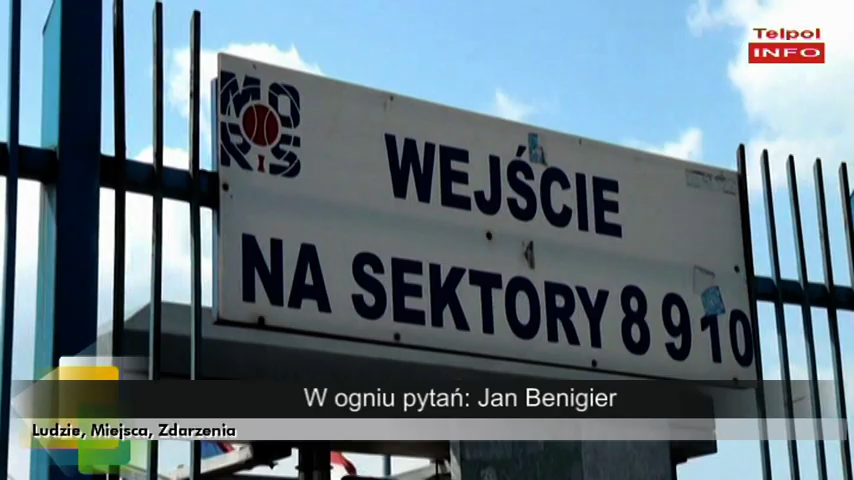 Telpol
INFO
MORiS
WEJŚCIE
NA SEKTORY 8 9 10
W ogniu pytań: Jan Benigier
Ludzie, Miejsca, Zdarzenia